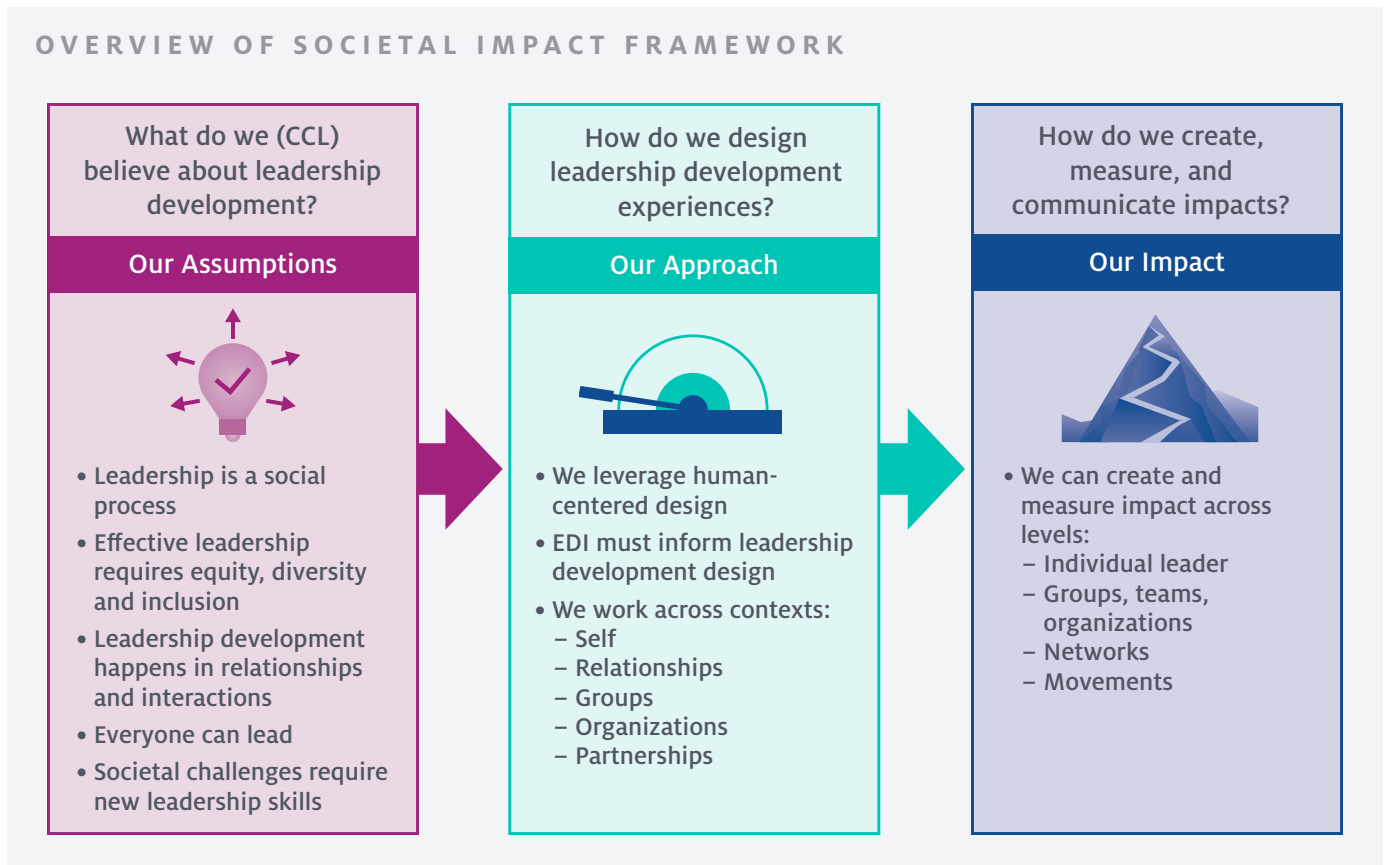 OVERVIEW OF SOCIETAL IMPACT FRAMEWORK
What do we (CCL)
believe about leadership
development?
Our Assumptions
• Leadership is a social
process
• Effective leadership
requires equity, diversity
and inclusion
• Leadership development
happens in relationships
and interactions
• Everyone can lead
• Societal challenges require
new leadership skills
How do we design
leadership development
experiences?
Our Approach
• We leverage human-
centered design
• EDI must inform leadership
development design
• We work across contexts:
– Self
– Relationships
– Groups
– Organizations
– Partnerships
How do we create,
measure, and
communicate impacts?
Our Impact
• We can create and
measure impact across
levels:
– Individual leader
– Groups, teams,
organizations
– Networks
– Movements